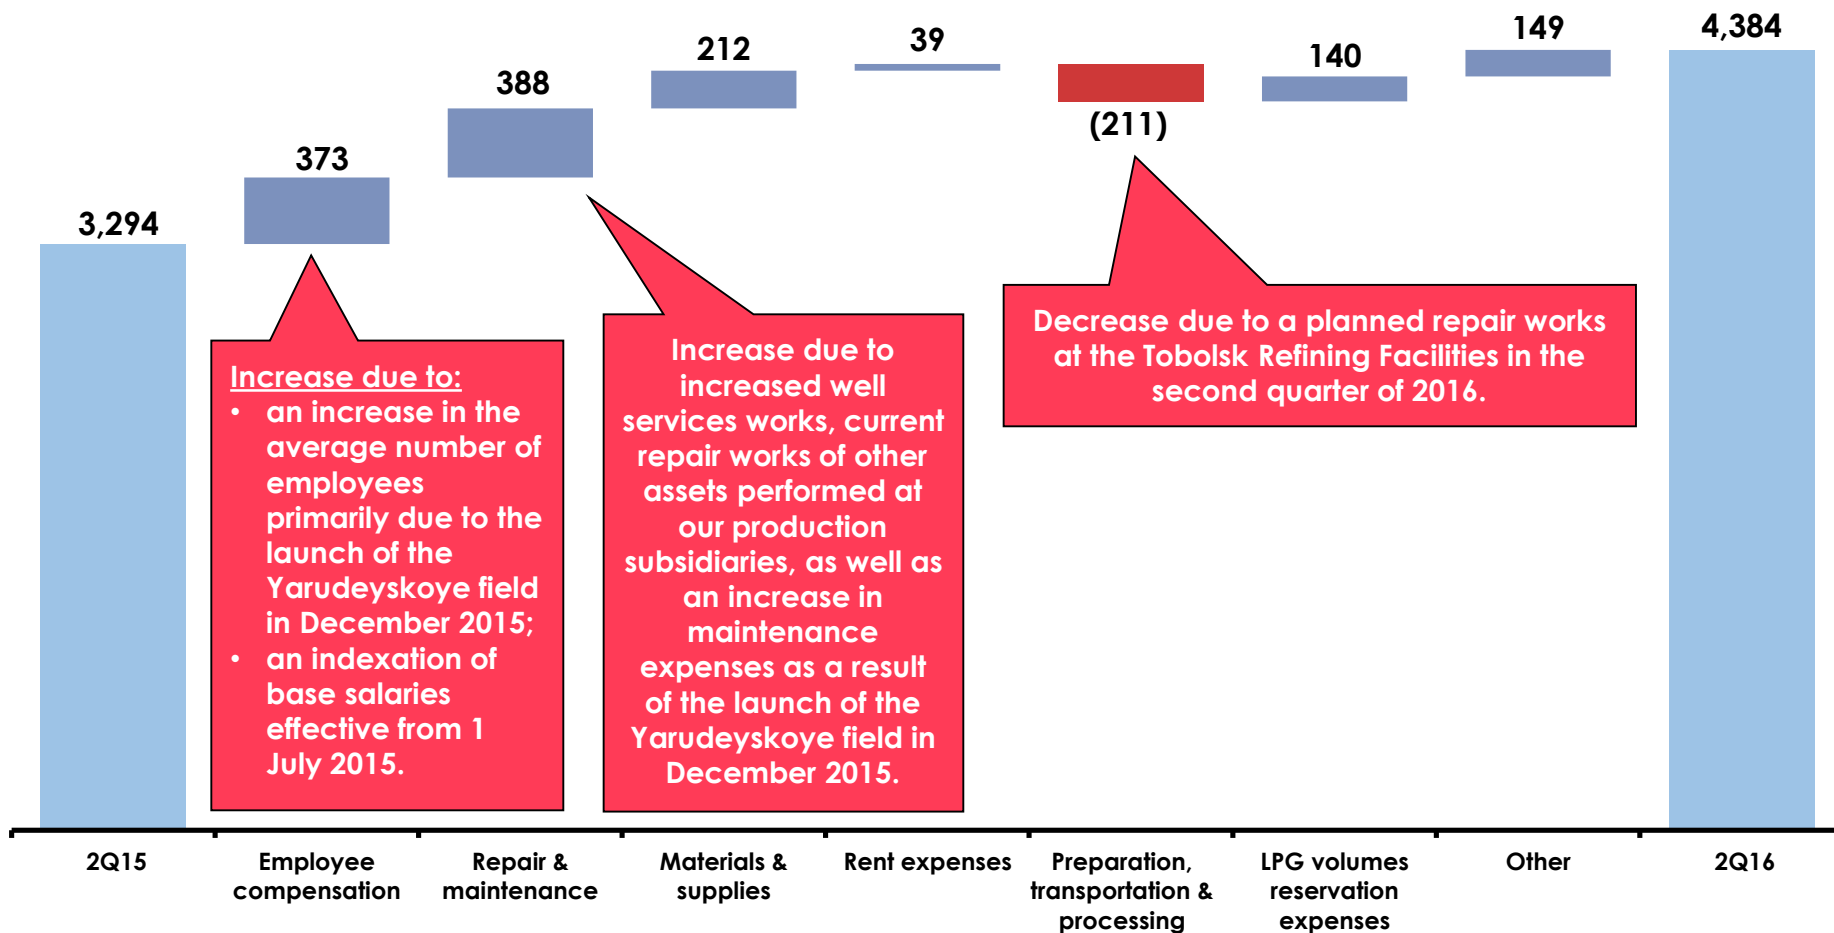 3,294
373
388
212
39
(211)
140
149
4,384
Increase due to:
• an increase in the
average number of
employees
primarily due to the
launch of the
Yarudeyskoye field
in December 2015;
• an indexation of
base salaries
effective from 1
July 2015.
Increase due to
increased well
services works, current
repair works of other
assets performed at
our production
subsidiaries, as well as
an increase in
maintenance
expenses as a result
of the launch of the
Yarudeyskoye field in
December 2015.
Decrease due to a planned repair works
at the Tobolsk Refining Facilities in the
second quarter of 2016.
2Q15
Employee
compensation
Repair &
maintenance
Materials &
supplies
Rent expenses
Preparation,
transportation &
processing
LPG volumes
reservation
expenses
Other
2Q16